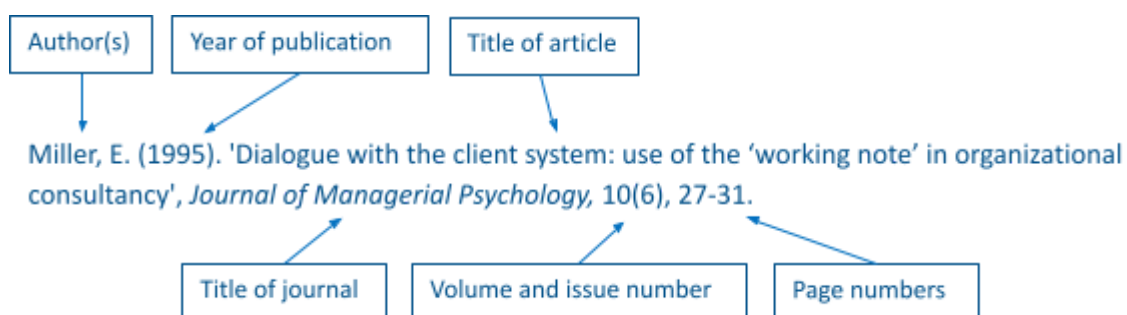 Author(s)
Year of publication
Title of article
Miller, E. (1995). 'Dialogue with the client system: use of the ‘working note’ in organizational
consultancy', Journal of Managerial Psychology, 10(6), 27-31.
Title of journal
Volume and issue number
Page numbers